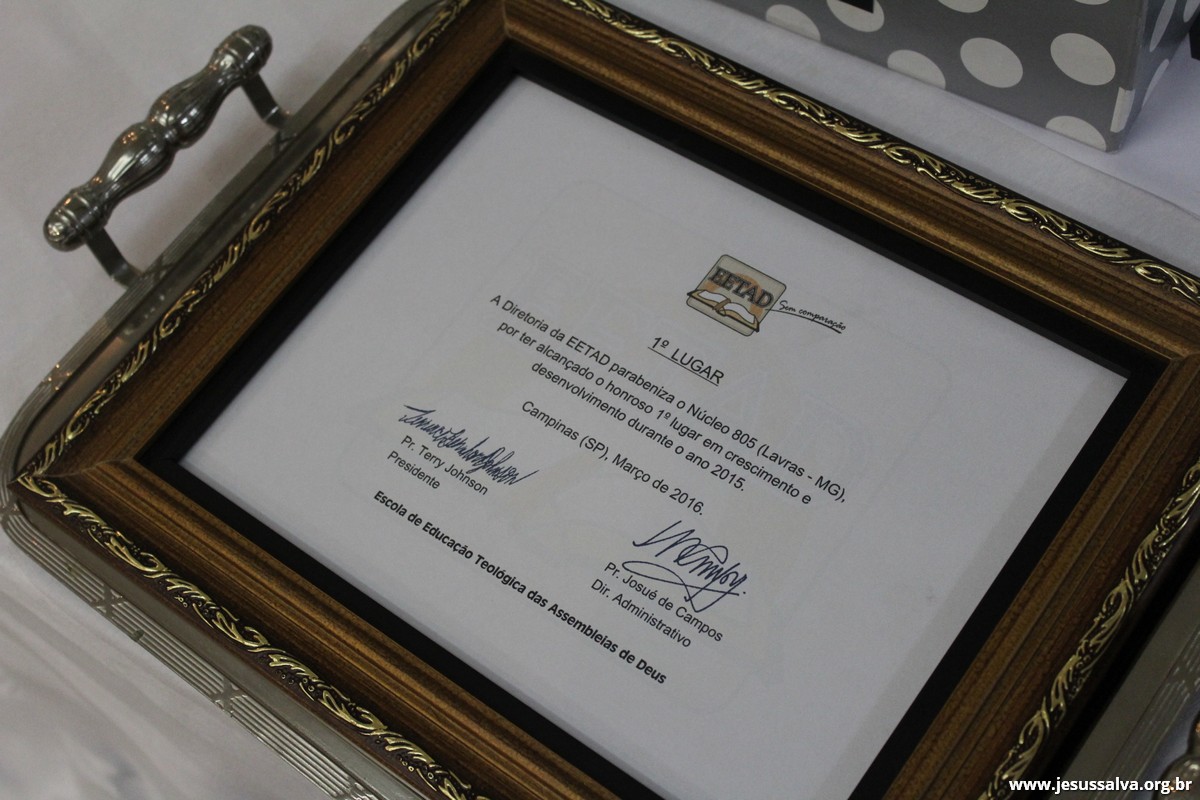 EETAD
Sem comparação
1º LUGAR
A Diretoria da EETAD parabeniza o Núcleo 805 (Lavras - MG),
por ter alcançado o honroso 1º lugar em crescimento e
desenvolvimento durante o ano 2015.
Campinas (SP), Março de 2016.
Pr. Terry Johnson
Presidente
Pr. Josué de Campos
Dir. Administrativo
Escola de Educação Teológica das Assembleias de Deus
www.jesussalva.org.br